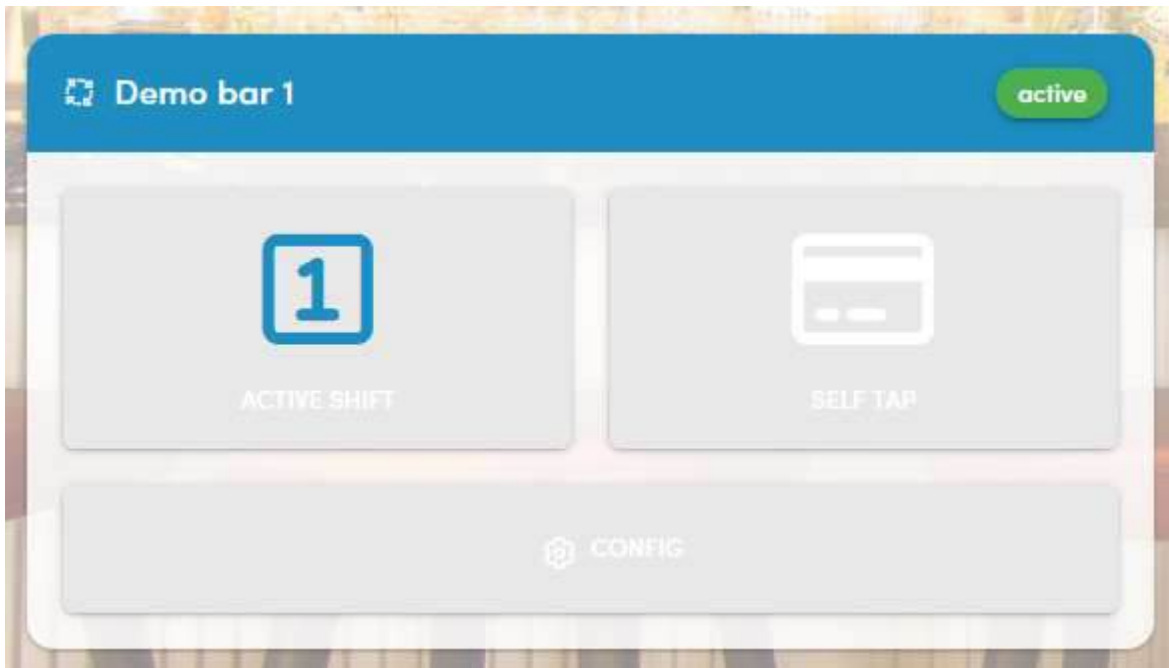 Demo bar 1
active
1
ACTIVE SHIFT
SELF TAP
CONFIG